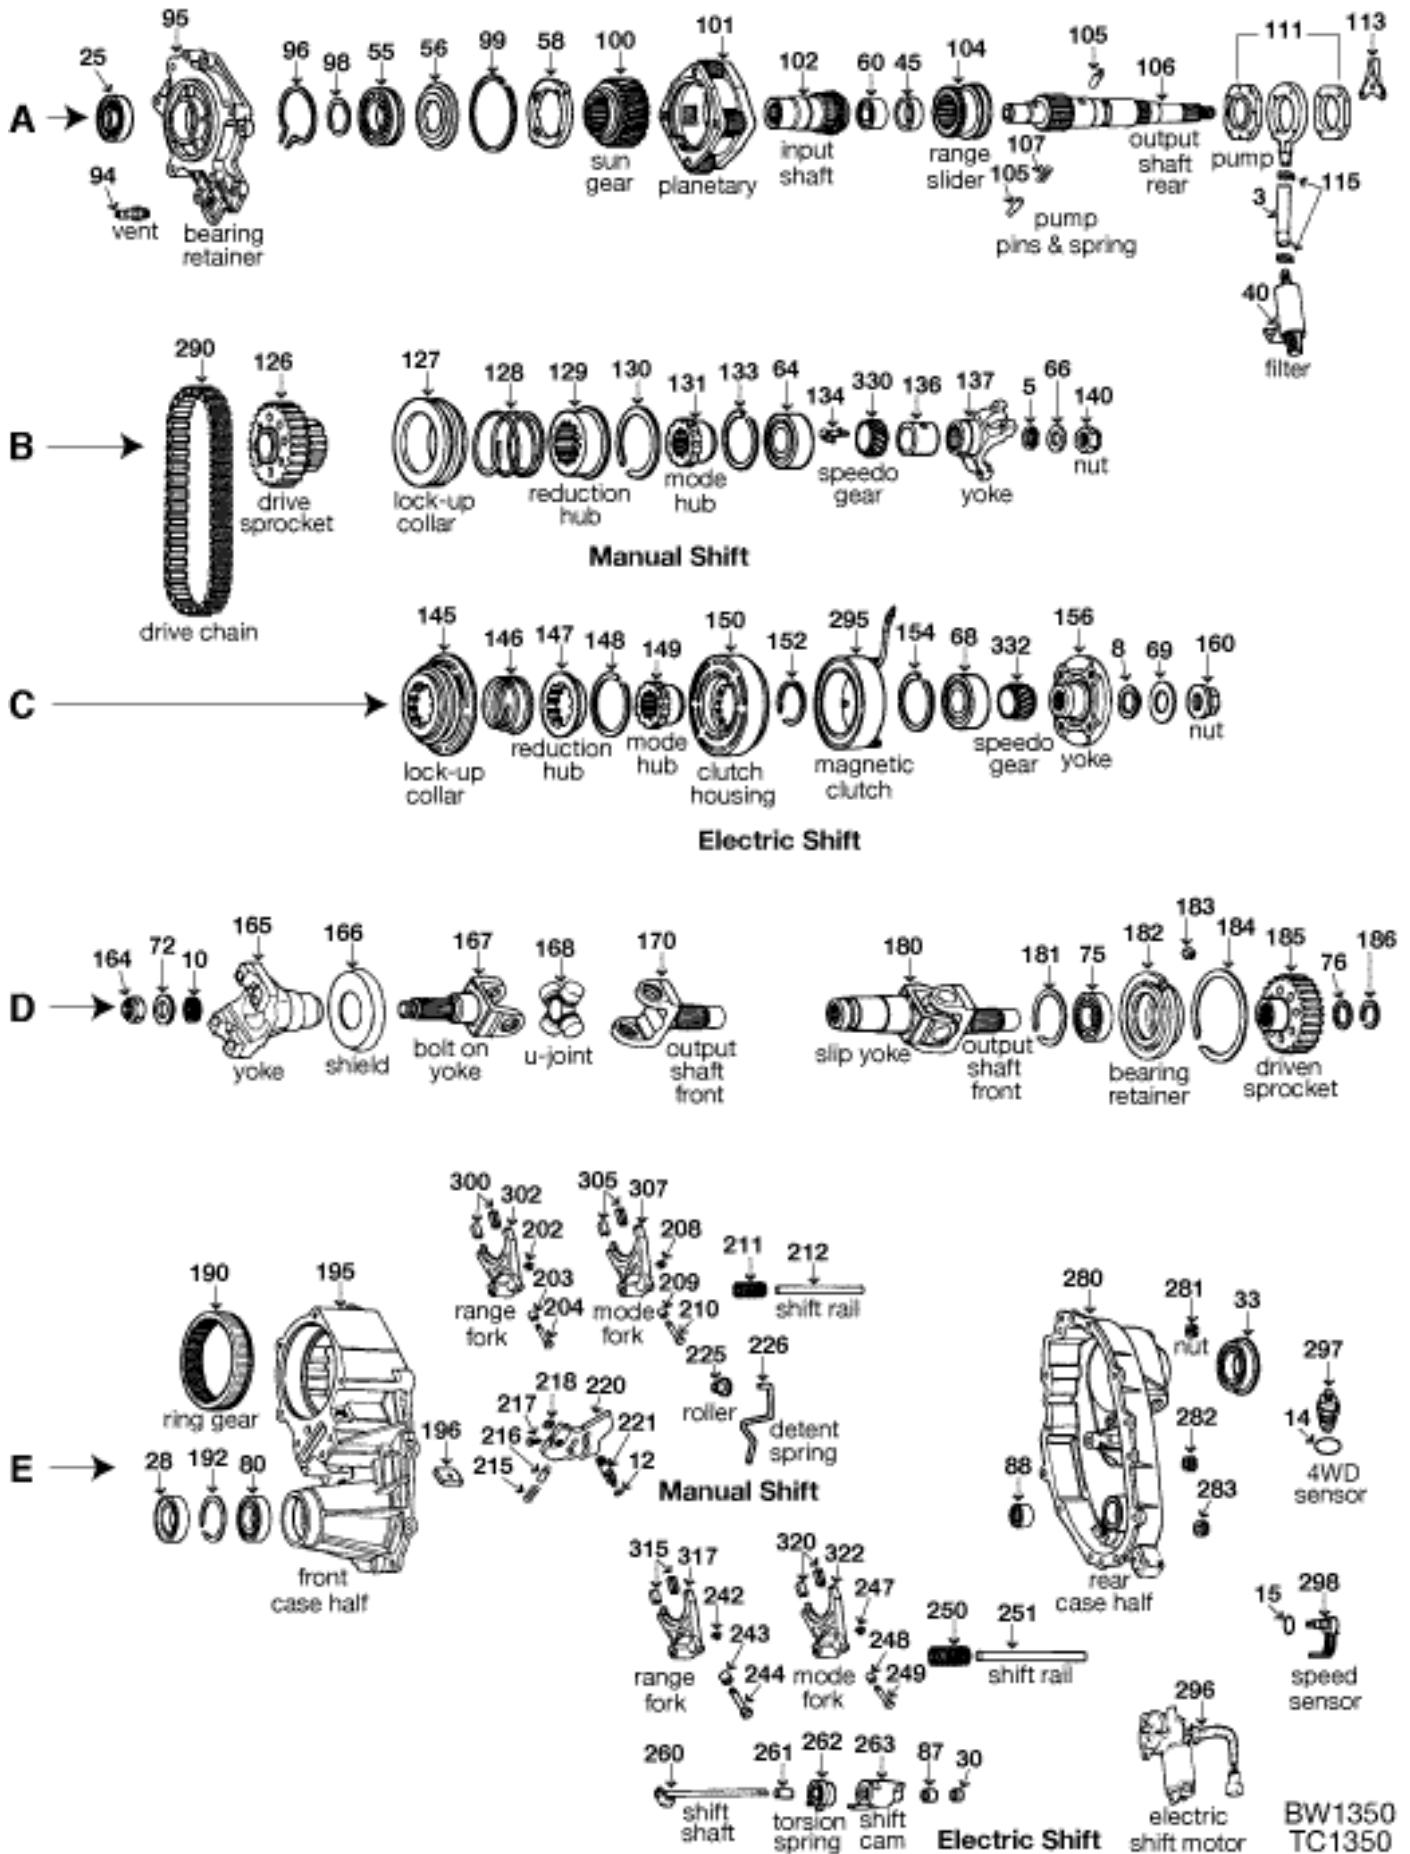 95
25
96
98
55
56
99
58
100
101
102
60
45
104
105
106
111
113
A
94
vent
bearing
retainer
sun
gear
planetary
input
shaft
range
slider
107
105
pump
pins & spring
output
shaft
rear
pump
3
115
40
filter
290
126
127
128
129
130
131
133
64
134
330
136
137
5
66
140
B
drive
sprocket
lock-up
collar
reduction
hub
mode
hub
speedo
gear
yoke
nut
Manual Shift
drive chain
145
146
147
148
149
150
152
295
154
68
332
156
8
69
160
C
lock-up
collar
reduction
hub
mode
hub
clutch
housing
magnetic
clutch
speedo
gear
yoke
nut
Electric Shift
164
72
10
165
166
167
168
170
180
181
75
182
183
184
185
76
186
D
yoke
shield
bolt on
yoke
u-joint
output
shaft
front
slip yoke
output
shaft
front
bearing
retainer
driven
sprocket
300
302
202
203
204
range
fork
305
307
208
209
210
mode
fork
211
212
shift rail
190
195
ring gear
E
28
192
80
196
front
case half
217
218
220
216
221
215
12
225
roller
226
detent
spring
Manual Shift
280
281
nut
33
297
14
4WD
sensor
282
283
88
rear
case half
315
317
242
243
244
range
fork
320
322
247
248
249
mode
fork
250
251
shift rail
15
298
speed
sensor
260
261
262
263
87
30
shift
shaft
torsion
spring
shift
cam
Electric Shift
296
electric
shift motor
BW1350
TC1350